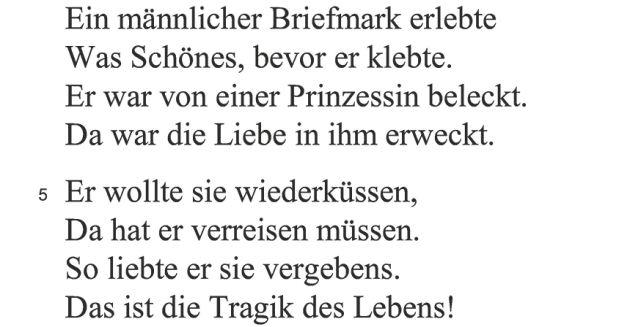 Ein männlicher Briefmark erlebte
Was Schönes, bevor er klebte.
Er war von einer Prinzessin beleckt.
Da war die Liebe in ihm erweckt.
5 Er wollte sie wiederküssen,
Da hat er verreisen müssen.
So liebte er sie vergebens.
Das ist die Tragik des Lebens!